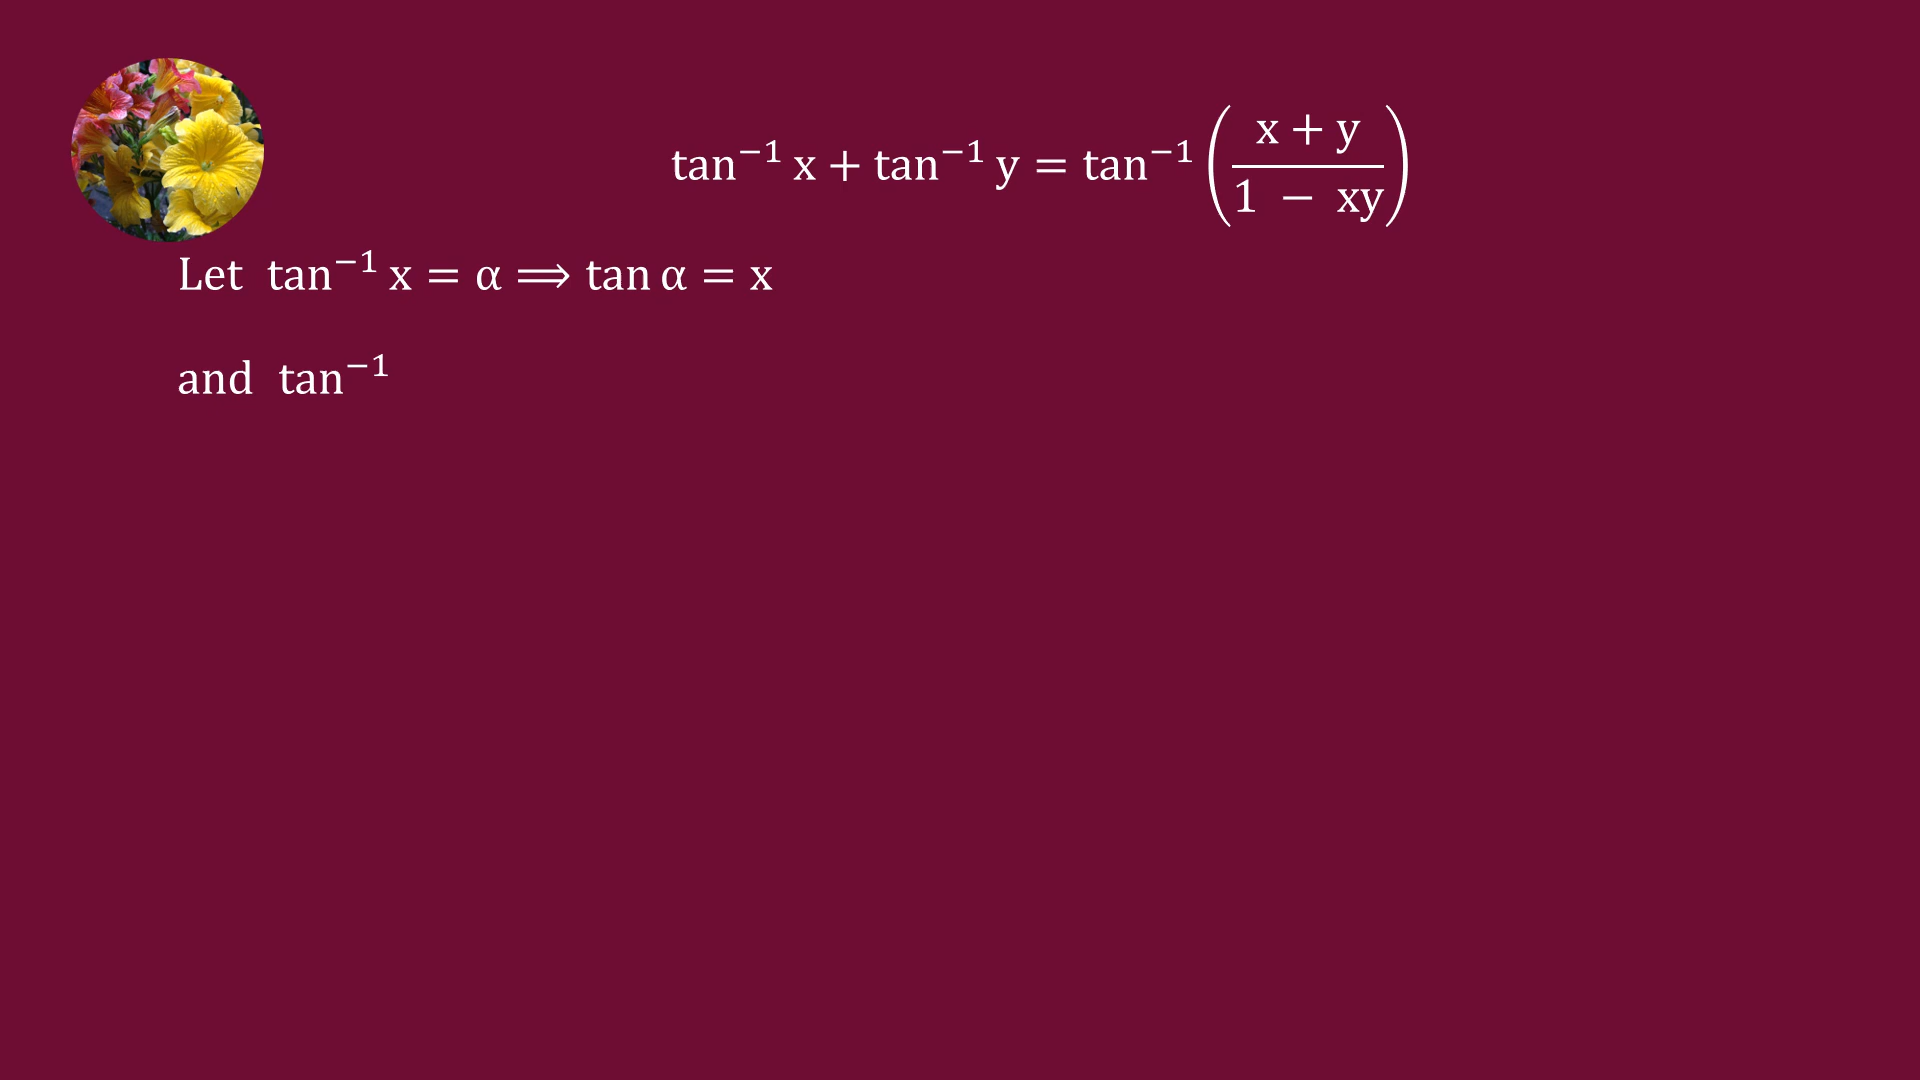 tan⁻¹ x + tan⁻¹ y = tan⁻¹ ((x + y)/(1 − xy))
Let tan⁻¹ x = α ⟹ tan α = x
and tan⁻¹